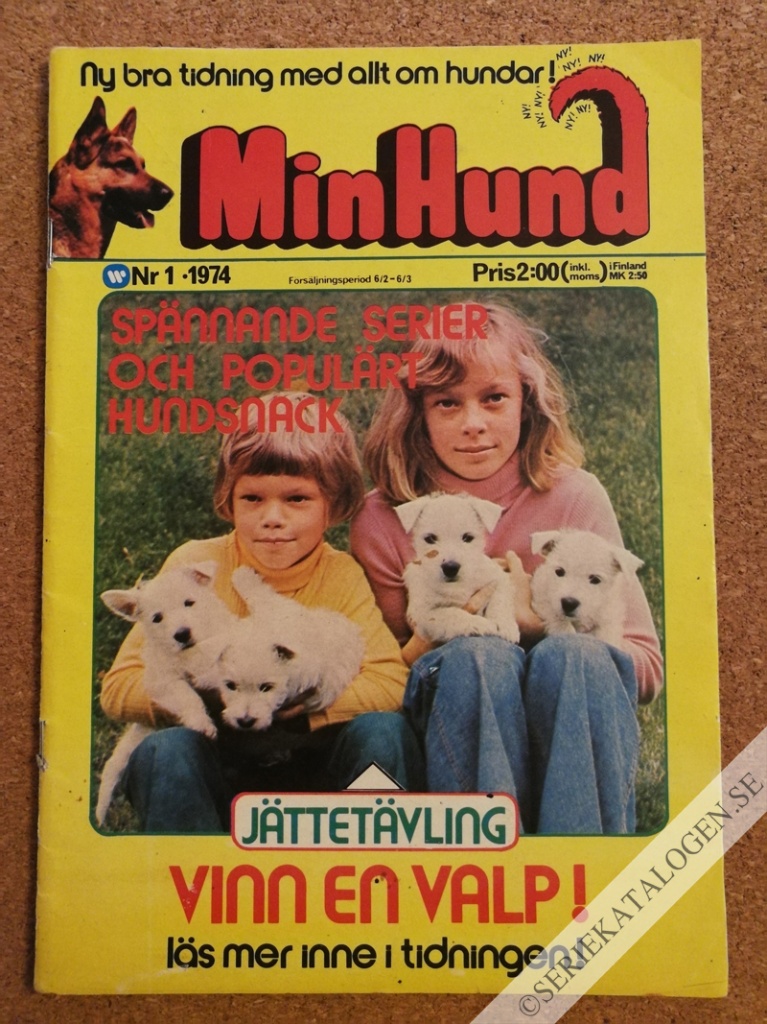 Ny bra tidning med allt om hundar!
NY! NY! NY! NY! NY! NY! NY! NY!
Min Hund
W Nr 1 · 1974
Försäljningsperiod 6/2–6/3
Pris 2:00 (inkl. moms) i Finland MK 2:50
SPÄNNANDE SERIER
OCH POPULÄRT
HUNDSNACK
JÄTTETÄVLING
VINN EN VALP!
läs mer inne i tidningen!
©SERIEKATALOGEN.SE